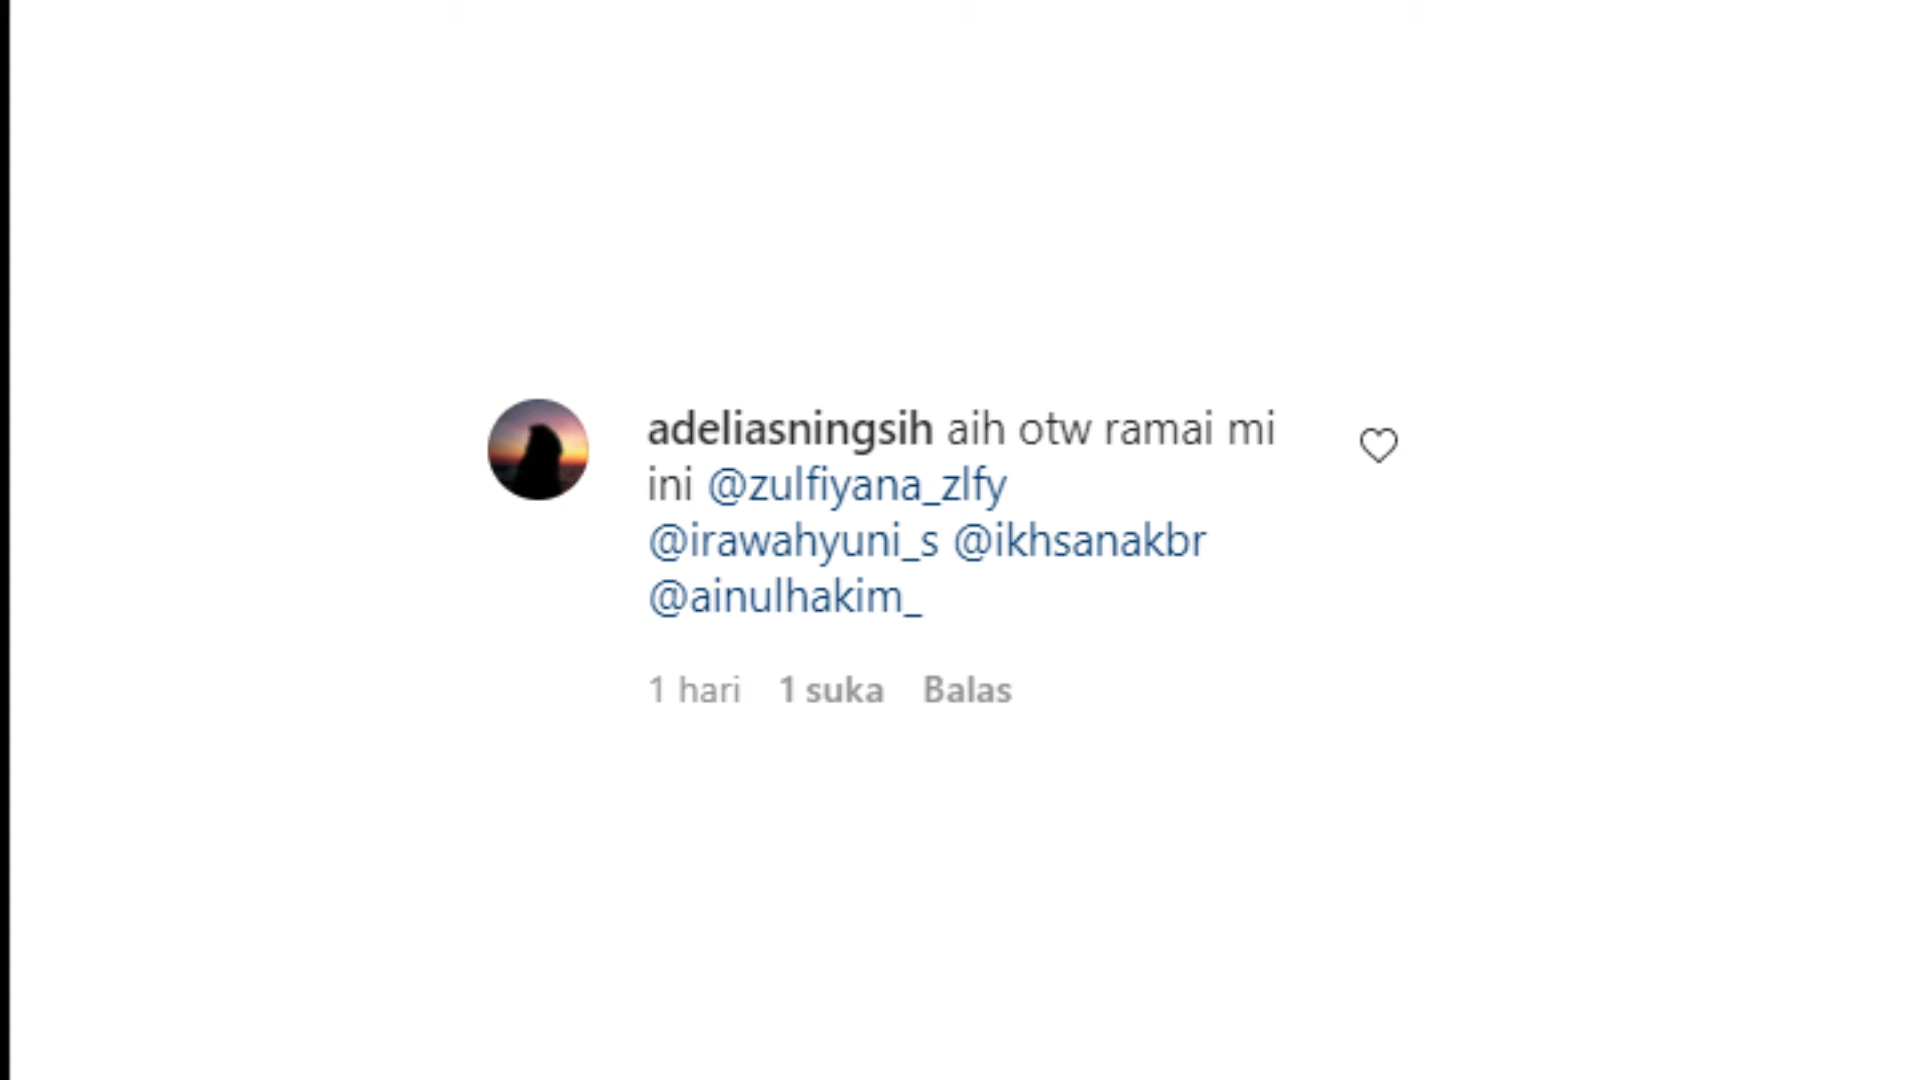 adeliasningsih aih otw ramai mi
ini @zulfiyana_zlfy
@irawahyuni_s @ikhsanakbr
@ainulhakim_
1 hari 1 suka Balas